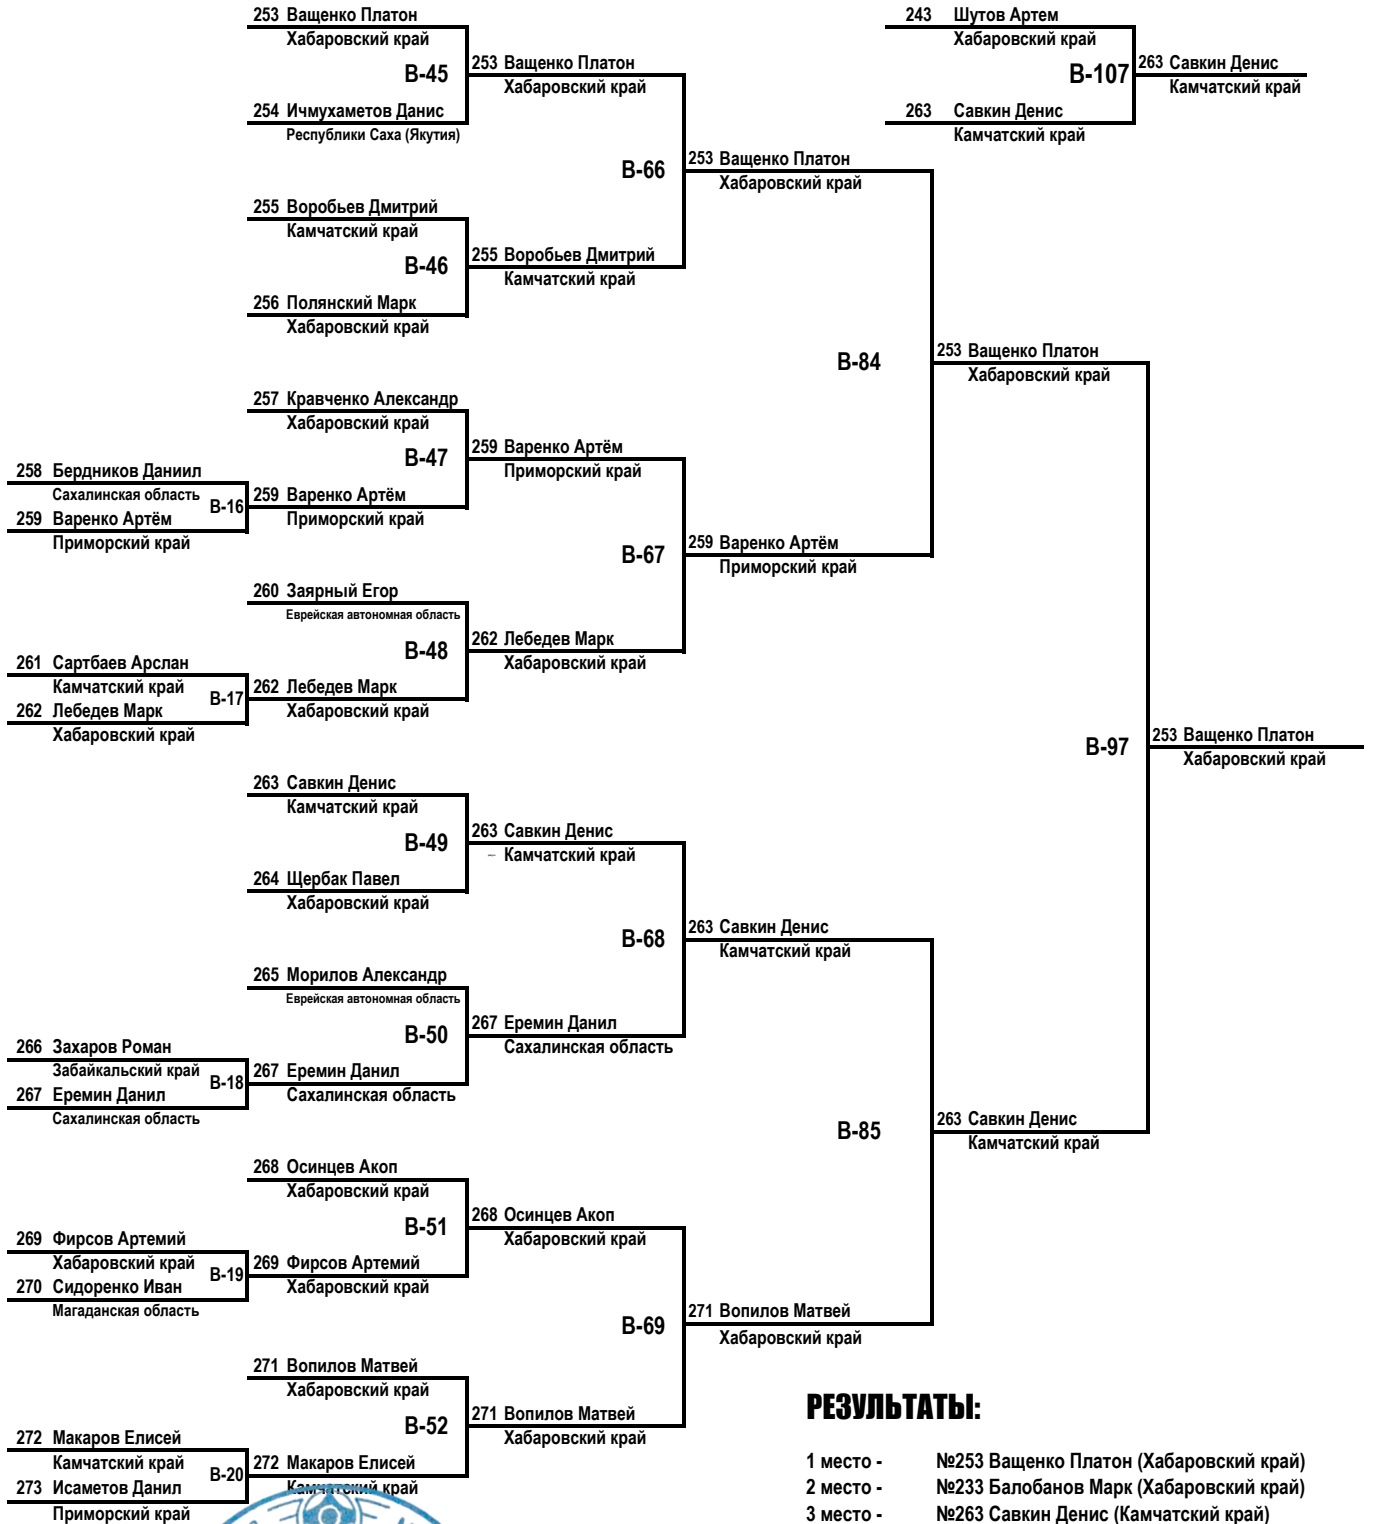 253 Ващенко Платон
Хабаровский край
В-45
254 Ичмухаметов Данис
Республики Саха (Якутия)
253 Ващенко Платон
Хабаровский край
В-66
255 Воробьев Дмитрий
Камчатский край
В-46
256 Полянский Марк
Хабаровский край
255 Воробьев Дмитрий
Камчатский край
253 Ващенко Платон
Хабаровский край
В-84
257 Кравченко Александр
Хабаровский край
В-47
258 Бердников Даниил
Сахалинская область
В-16
259 Варенко Артём
Приморский край
259 Варенко Артём
Приморский край
259 Варенко Артём
Приморский край
В-67
260 Заярный Егор
Еврейская автономная область
В-48
261 Сартбаев Арслан
Камчатский край
В-17
262 Лебедев Марк
Хабаровский край
262 Лебедев Марк
Хабаровский край
262 Лебедев Марк
Хабаровский край
259 Варенко Артём
Приморский край
253 Ващенко Платон
Хабаровский край
В-97
253 Ващенко Платон
Хабаровский край
263 Савкин Денис
Камчатский край
В-49
264 Щербак Павел
Хабаровский край
263 Савкин Денис
Камчатский край
В-68
265 Морилов Александр
Еврейская автономная область
В-50
266 Захаров Роман
Забайкальский край
В-18
267 Еремин Данил
Сахалинская область
267 Еремин Данил
Сахалинская область
267 Еремин Данил
Сахалинская область
263 Савкин Денис
Камчатский край
В-85
263 Савкин Денис
Камчатский край
268 Осинцев Акоп
Хабаровский край
В-51
269 Фирсов Артемий
Хабаровский край
В-19
270 Сидоренко Иван
Магаданская область
269 Фирсов Артемий
Хабаровский край
268 Осинцев Акоп
Хабаровский край
В-69
271 Вопилов Матвей
Хабаровский край
271 Вопилов Матвей
Хабаровский край
В-52
272 Макаров Елисей
Камчатский край
В-20
273 Исаметов Данил
Приморский край
272 Макаров Елисей
Камчатский край
271 Вопилов Матвей
Хабаровский край
243 Шутов Артем
Хабаровский край
В-107
263 Савкин Денис
Камчатский край
263 Савкин Денис
Камчатский край
РЕЗУЛЬТАТЫ:
1 место - №253 Ващенко Платон (Хабаровский край)
2 место - №233 Балобанов Марк (Хабаровский край)
3 место - №263 Савкин Денис (Камчатский край)